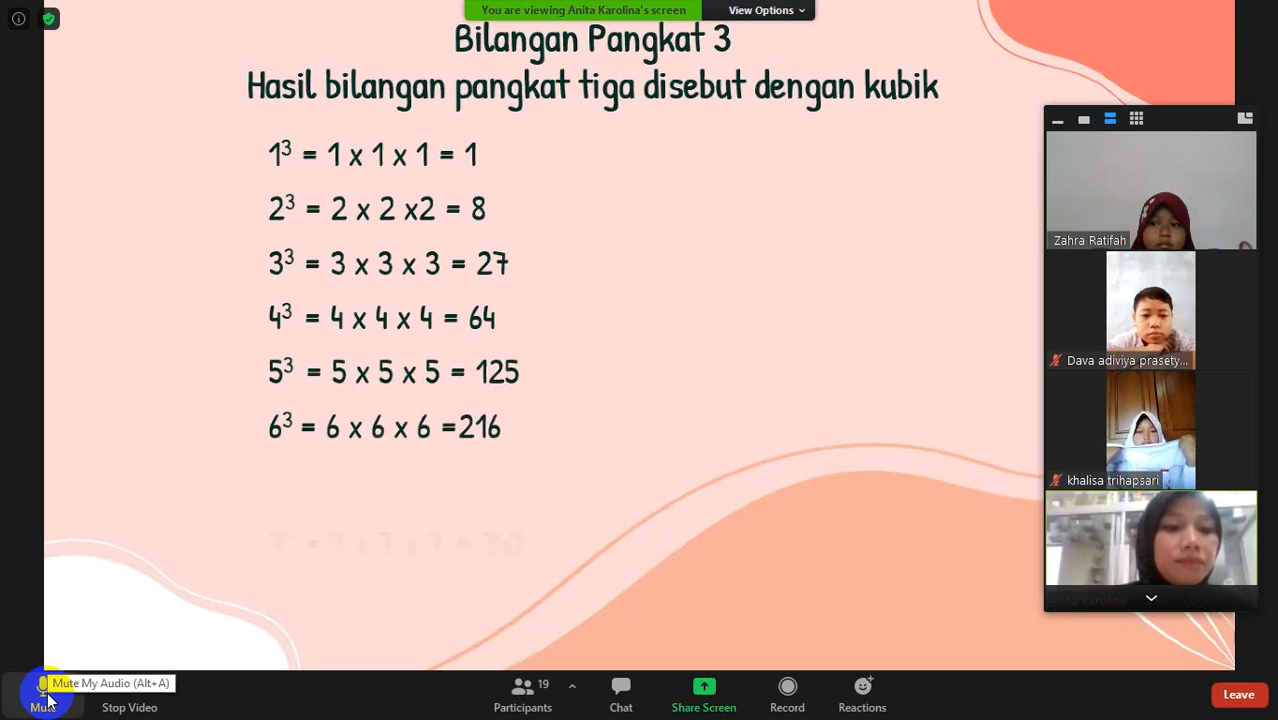 You are viewing Anita Karolina's screen
View Options
Bilangan Pangkat 3
Hasil bilangan pangkat tiga disebut dengan kubik
1³ = 1 x 1 x 1 = 1
2³ = 2 x 2 x2 = 8
3³ = 3 x 3 x 3 = 27
4³ = 4 x 4 x 4 = 64
5³ = 5 x 5 x 5 = 125
6³ = 6 x 6 x 6 =216
Zahra Ratifah
Dava adiviya prasety...
khalisa trihapsari
Anita Karolina
Mute My Audio (Alt+A)
Mute
Stop Video
19
Participants
Chat
Share Screen
Record
Reactions
Leave